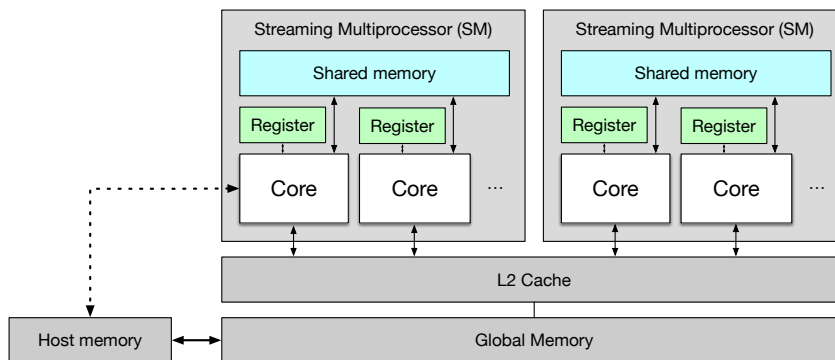 Streaming Multiprocessor (SM)
Streaming Multiprocessor (SM)
Shared memory
Shared memory
Register
Register
Register
Register
Core
Core
...
Core
Core
...
L2 Cache
Host memory
Global Memory